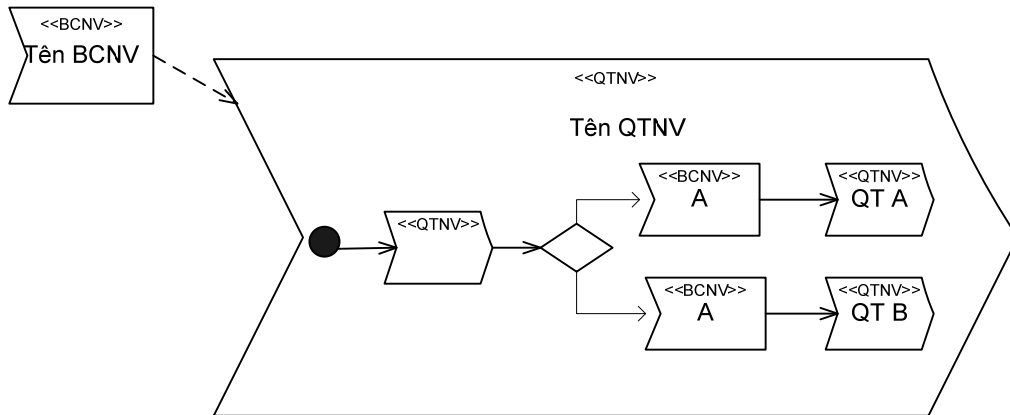 <<BCNV>>
Tên BCNV
<<QTNV>>
Tên QTNV
<<QTNV>>
<<BCNV>>
A
<<QTNV>>
QT A
<<BCNV>>
A
<<QTNV>>
QT B